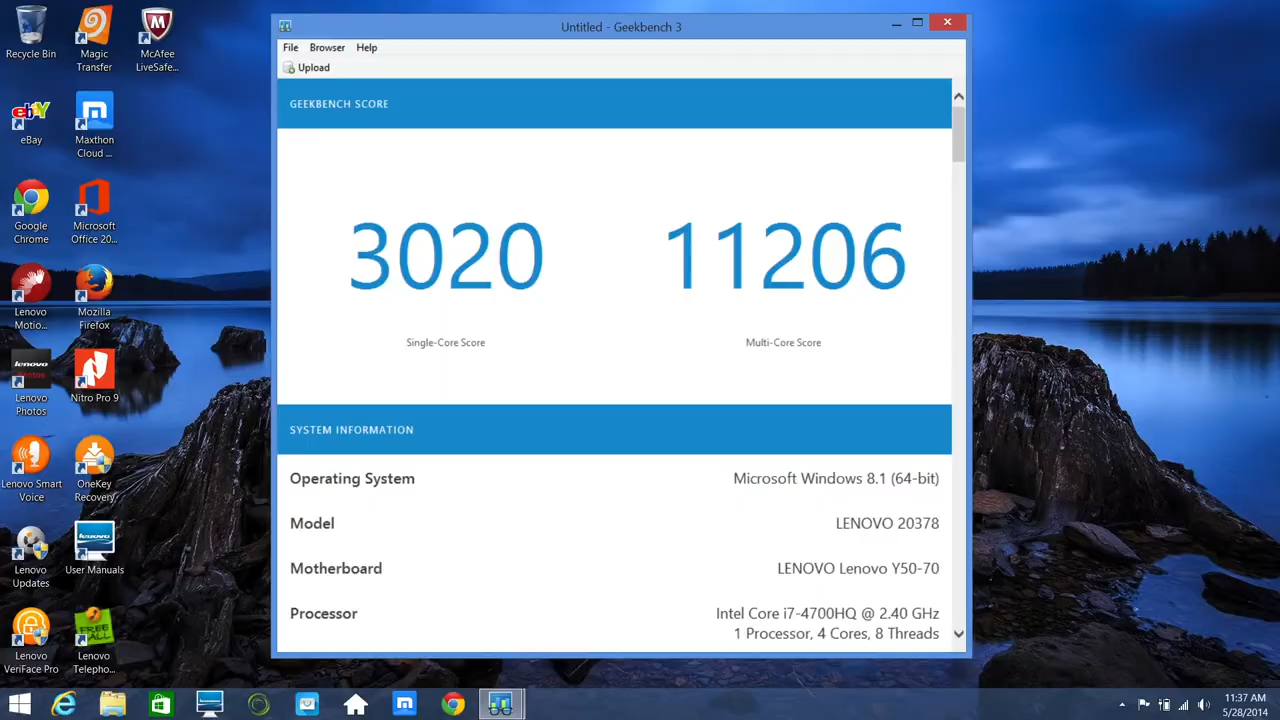 Untitled - Geekbench 3
File Browser Help
Upload
GEEKBENCH SCORE
3020 11206
Single-Core Score Multi-Core Score
SYSTEM INFORMATION
Operating System Microsoft Windows 8.1 (64-bit)
Model LENOVO 20378
Motherboard LENOVO Lenovo Y50-70
Processor Intel Core i7-4700HQ @ 2.40 GHz
1 Processor, 4 Cores, 8 Threads
Recycle Bin
Magic
Transfer
McAfee
LiveSafe...
eBay
Maxthon
Cloud ...
Google
Chrome
Microsoft
Office 20...
Lenovo
Motio...
Mozilla
Firefox
lenovo
Lenovo
Photos
Nitro Pro 9
Lenovo Smart
Voice
OneKey
Recovery
Lenovo
Updates
lenovo
User Manuals
Lenovo
VeriFace Pro
FREE
CALL
Lenovo
Telepho...
11:37 AM
5/28/2014